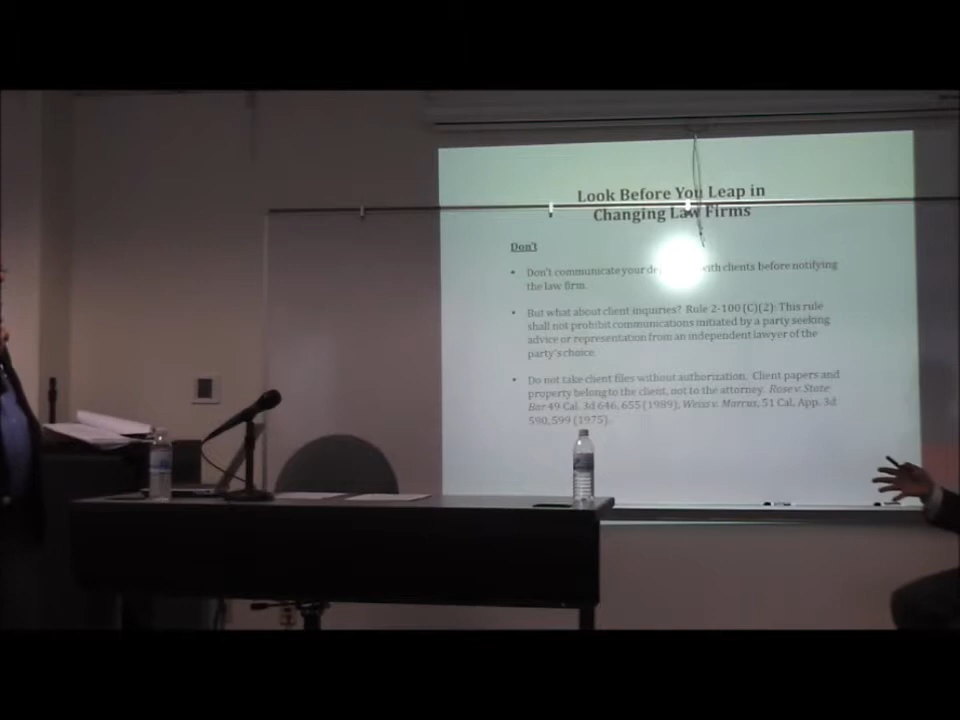 Look Before You Leap in
Changing Law Firms
Don't
• Don't communicate your with clients before notifying
the law firm.
• But what about client inquiries? Rule 2-100 (C)(2): This rule
shall not prohibit communications initiated by a party seeking
advice or representation from an independent lawyer of the
party's choice.
• Do not take client files without authorization. Client papers and
property belong to the client, not to the attorney. Rose v. State
Bar 49 Cal. 3d 646, 655 (1989); Weiss v. Marcus, 51 Cal. App. 3d
590, 599 (1975).